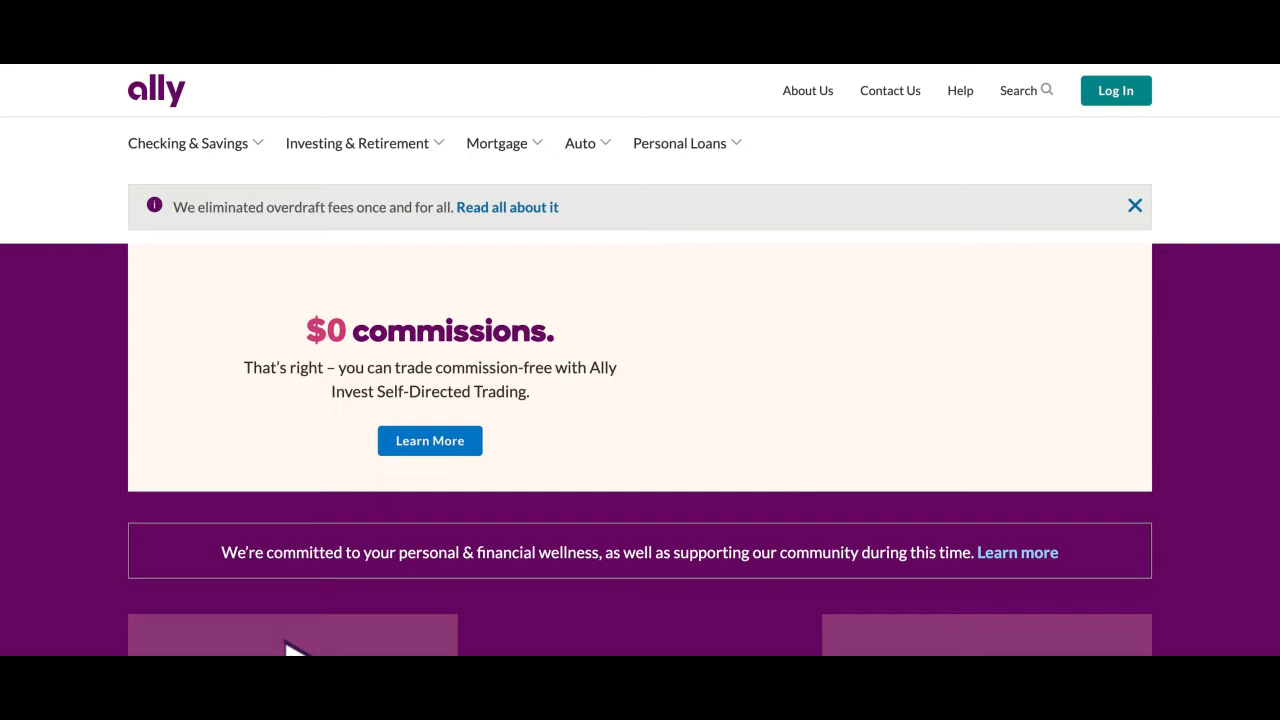 ally
About Us Contact Us Help Search Log In
Checking & Savings Investing & Retirement Mortgage Auto Personal Loans
We eliminated overdraft fees once and for all. Read all about it
$0 commissions.
That's right – you can trade commission-free with Ally
Invest Self-Directed Trading.
Learn More
We're committed to your personal & financial wellness, as well as supporting our community during this time. Learn more